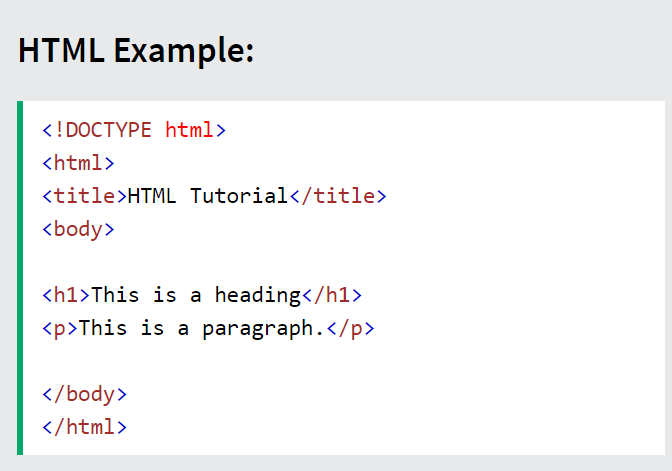 HTML Example:
<!DOCTYPE html>
<html>
<title>HTML Tutorial</title>
<body>
<h1>This is a heading</h1>
<p>This is a paragraph.</p>
</body>
</html>